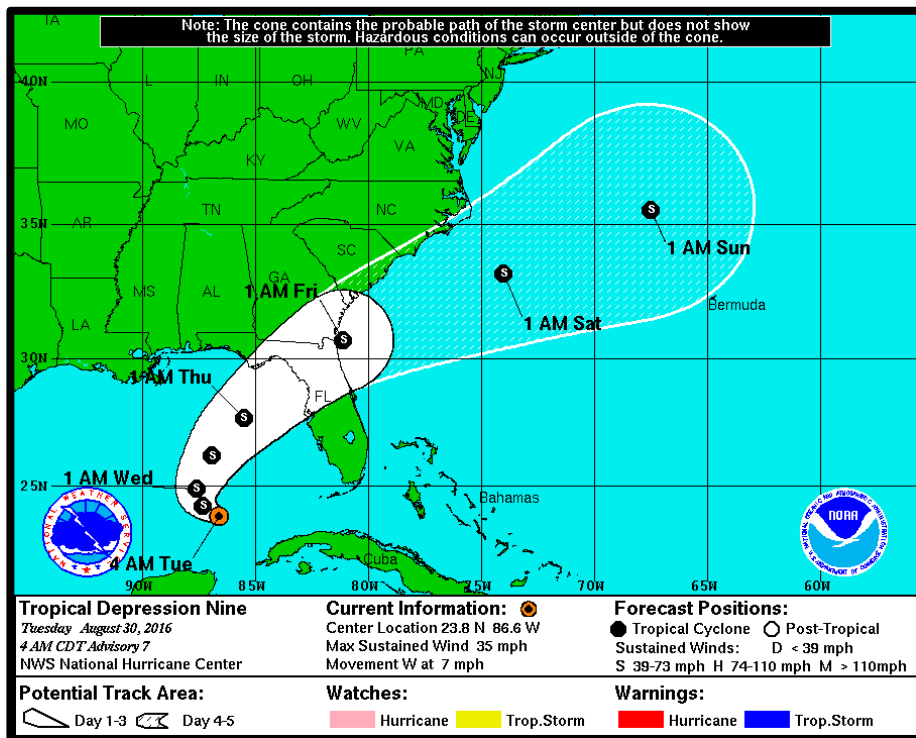 Note: The cone contains the probable path of the storm center but does not show
the size of the storm. Hazardous conditions can occur outside of the cone.
TA
L
IN
OH
PA
NJ
40N
MO
WV
MD
DE
KY
VA
TN
NC
35N
AR
SC
GA
MS
AL
LA
1 AM Fri
1 AM Sun
1 AM Sat
Bermuda
30N
1 AM Thu
FL
1 AM Wed
25N
Bahamas
4 AM Tue
Cuba
90W 85W 80W 75W 70W 65W 60W
S
S
S
S
S
S
S
NATIONAL WEATHER SERVICE
NOAA
Tropical Depression Nine
Tuesday August 30, 2016
4 AM CDT Advisory 7
NWS National Hurricane Center
Current Information:
Center Location 23.8 N 86.6 W
Max Sustained Wind 35 mph
Movement W at 7 mph
Forecast Positions:
Tropical Cyclone Post-Tropical
Sustained Winds: D < 39 mph
S 39-73 mph H 74-110 mph M > 110mph
Potential Track Area:
Day 1-3 Day 4-5
Watches:
Hurricane Trop.Storm
Warnings:
Hurricane Trop.Storm